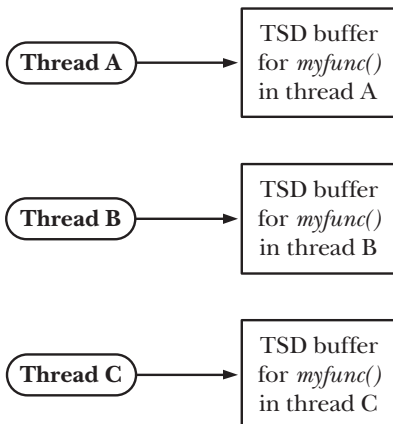 Thread A
TSD buffer
for myfunc()
in thread A
Thread B
TSD buffer
for myfunc()
in thread B
Thread C
TSD buffer
for myfunc()
in thread C